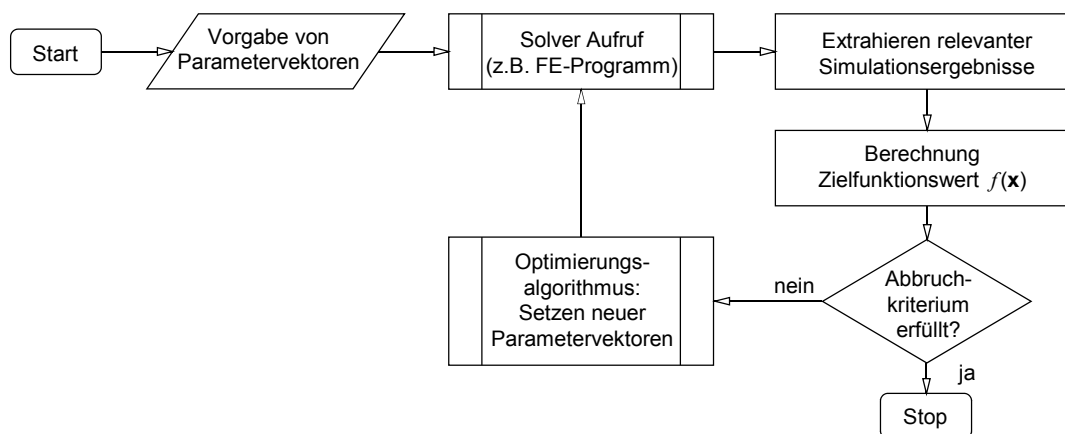 Start
Vorgabe von
Parametervektoren
Solver Aufruf
(z.B. FE-Programm)
Extrahieren relevanter
Simulationsergebnisse
Berechnung
Zielfunktionswert f(x)
Abbruch-
kriterium
erfüllt?
nein
Optimierungs-
algorithmus:
Setzen neuer
Parametervektoren
ja
Stop